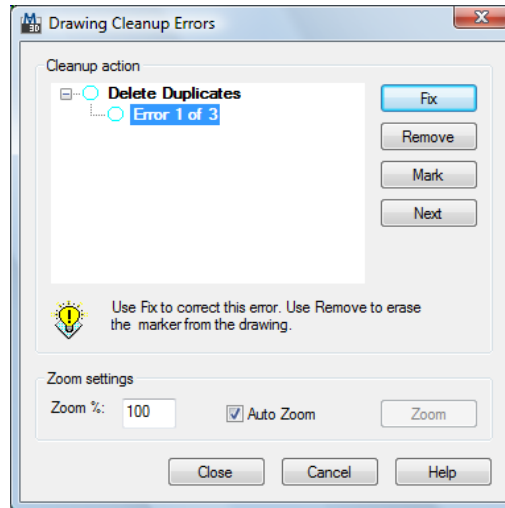 Drawing Cleanup Errors
Cleanup action
Delete Duplicates
Error 1 of 3
Fix
Remove
Mark
Next
Use Fix to correct this error. Use Remove to erase
the marker from the drawing.
Zoom settings
Zoom %: 100 Auto Zoom Zoom
Close Cancel Help